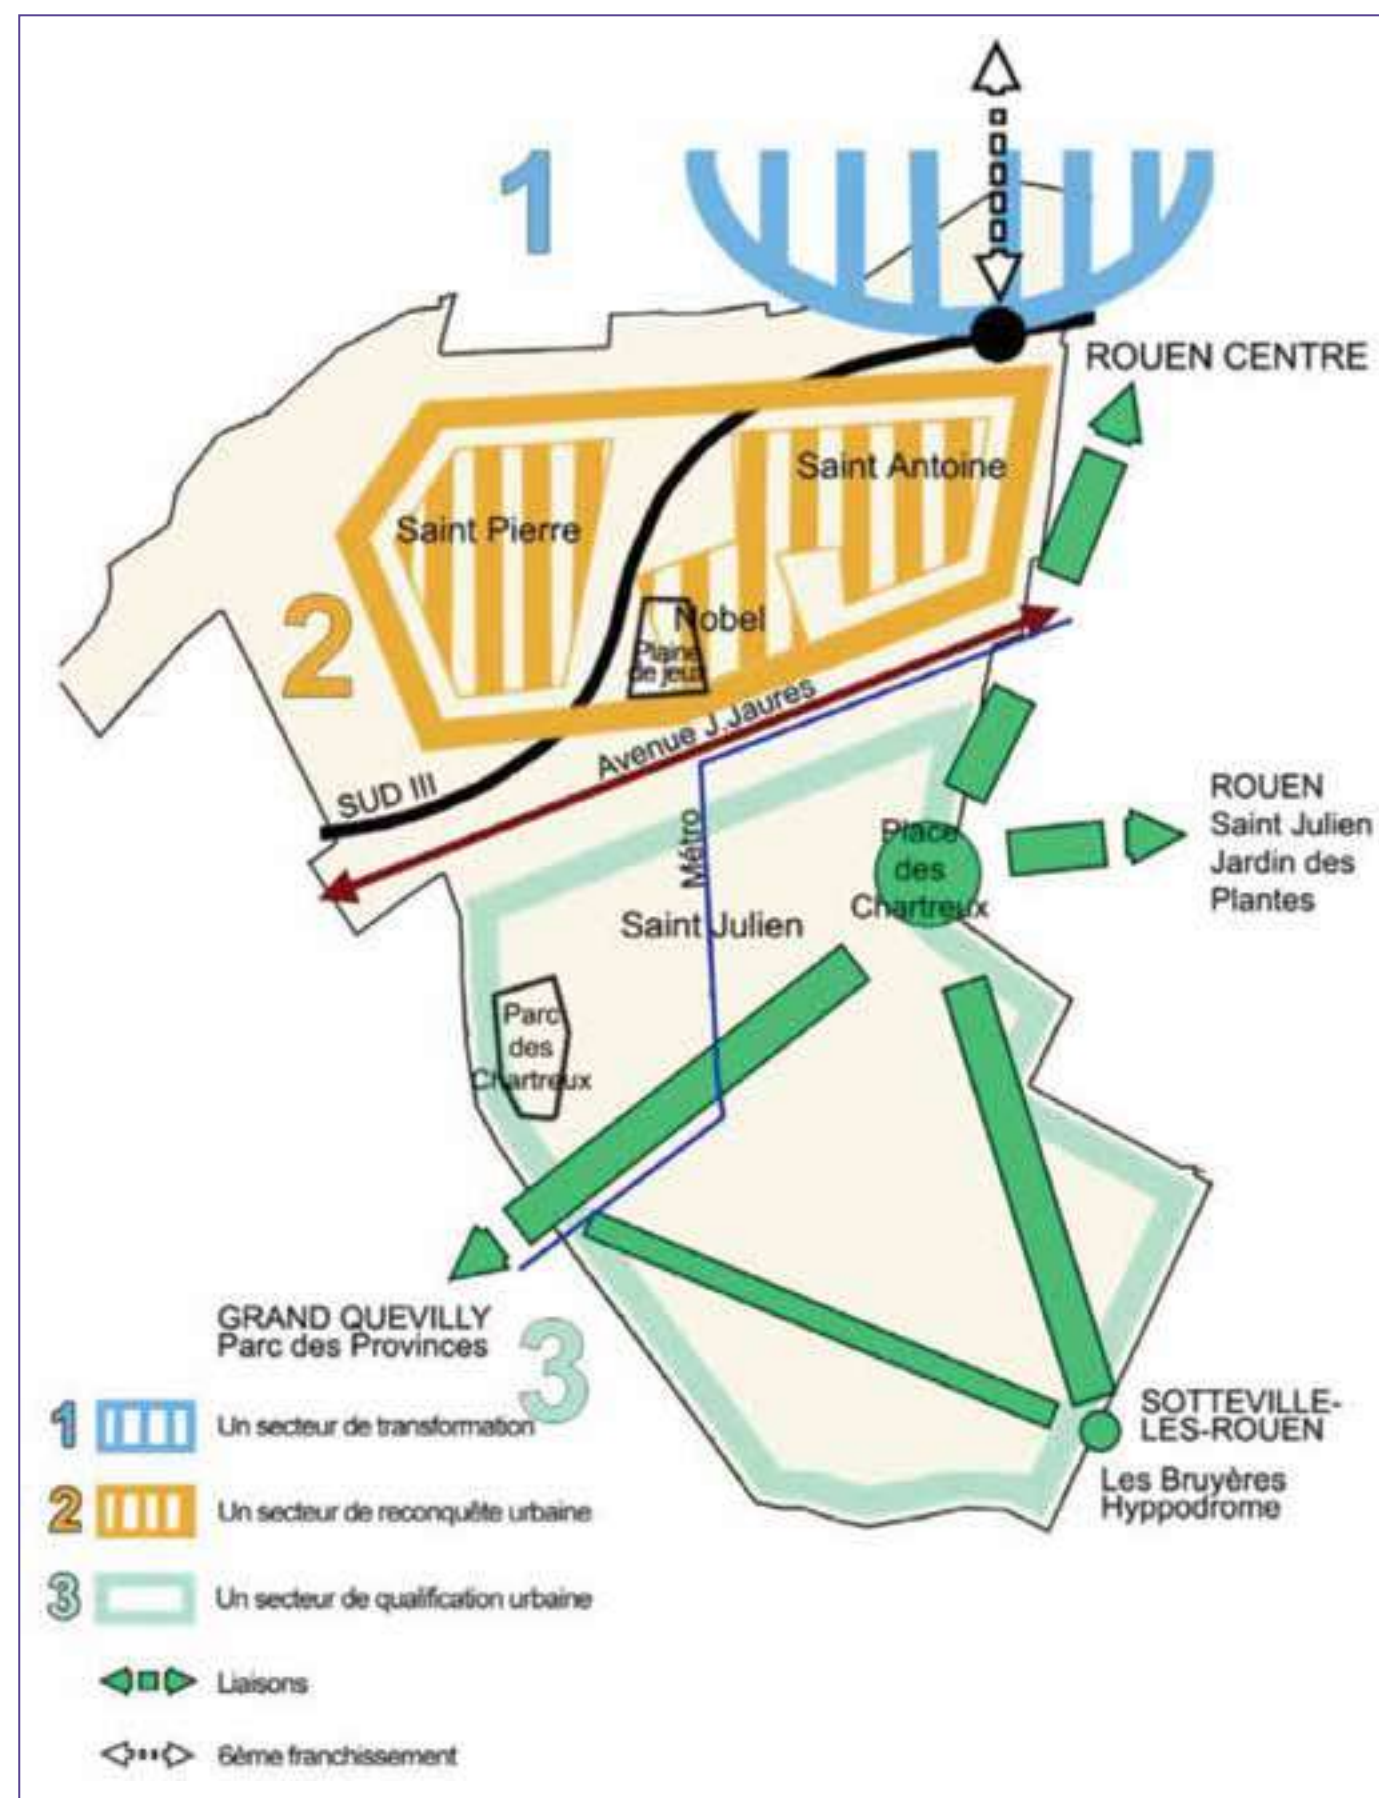 1
ROUEN CENTRE
Saint Antoine
Saint Pierre
2
Nobel
Plaine
de jeux
Avenue J.Jaurès
SUD III
Métro
Place
des
Chartreux
ROUEN
Saint Julien
Jardin des
Plantes
Saint Julien
Parc
des
Chartreux
GRAND QUEVILLY
Parc des Provinces
3
SOTTEVILLE-
LES-ROUEN
Les Bruyères
Hyppodrome
1 Un secteur de transformation
2 Un secteur de reconquête urbaine
3 Un secteur de qualification urbaine
Liaisons
6ème franchissement